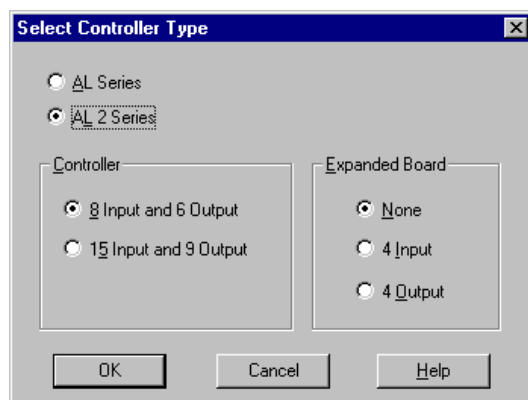 Select Controller Type
AL Series
AL 2 Series
Controller
8 Input and 6 Output
15 Input and 9 Output
Expanded Board
None
4 Input
4 Output
OK
Cancel
Help